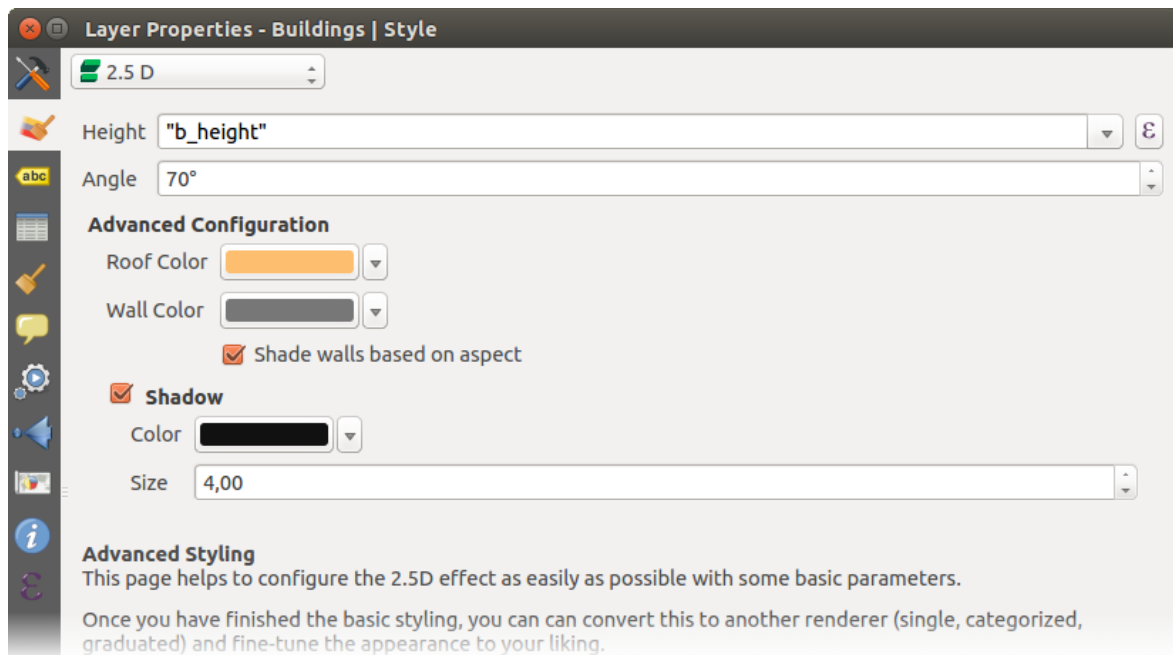 Layer Properties - Buildings | Style
2.5 D
Height "b_height" ε
abc
Angle 70°
Advanced Configuration
Roof Color
Wall Color
Shade walls based on aspect
Shadow
Color
Size 4,00
i
Advanced Styling
ε
This page helps to configure the 2.5D effect as easily as possible with some basic parameters.
Once you have finished the basic styling, you can can convert this to another renderer (single, categorized,
graduated) and fine-tune the appearance to your liking.